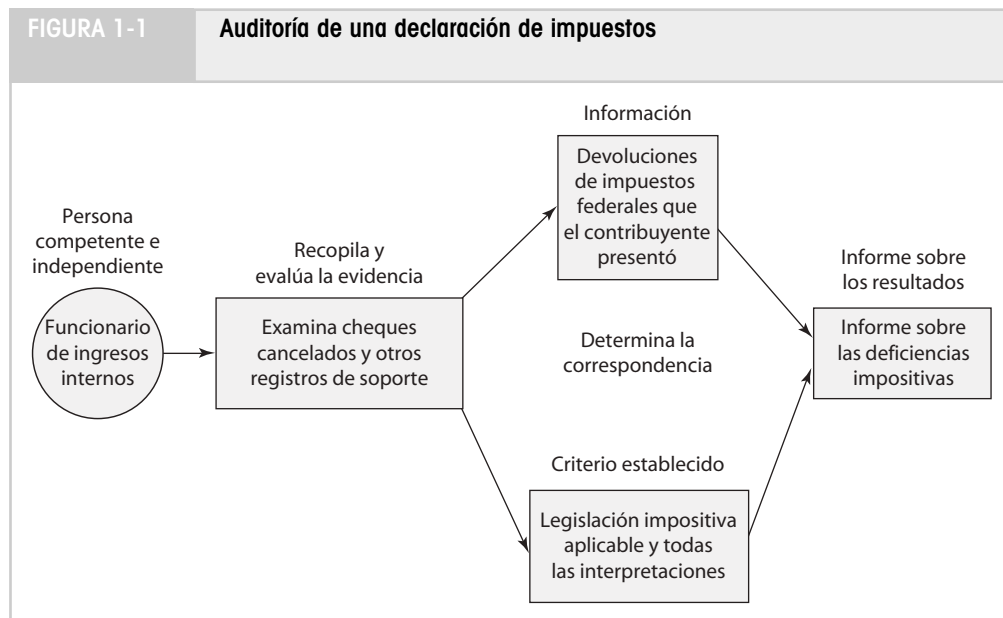 FIGURA 1-1
Auditoría de una declaración de impuestos
Persona
competente e
independiente
Funcionario
de ingresos
internos
Recopila y
evalúa la evidencia
Examina cheques
cancelados y otros
registros de soporte
Información
Devoluciones
de impuestos
federales que
el contribuyente
presentó
Determina la
correspondencia
Criterio establecido
Legislación impositiva
aplicable y todas
las interpretaciones
Informe sobre
los resultados
Informe sobre
las deficiencias
impositivas